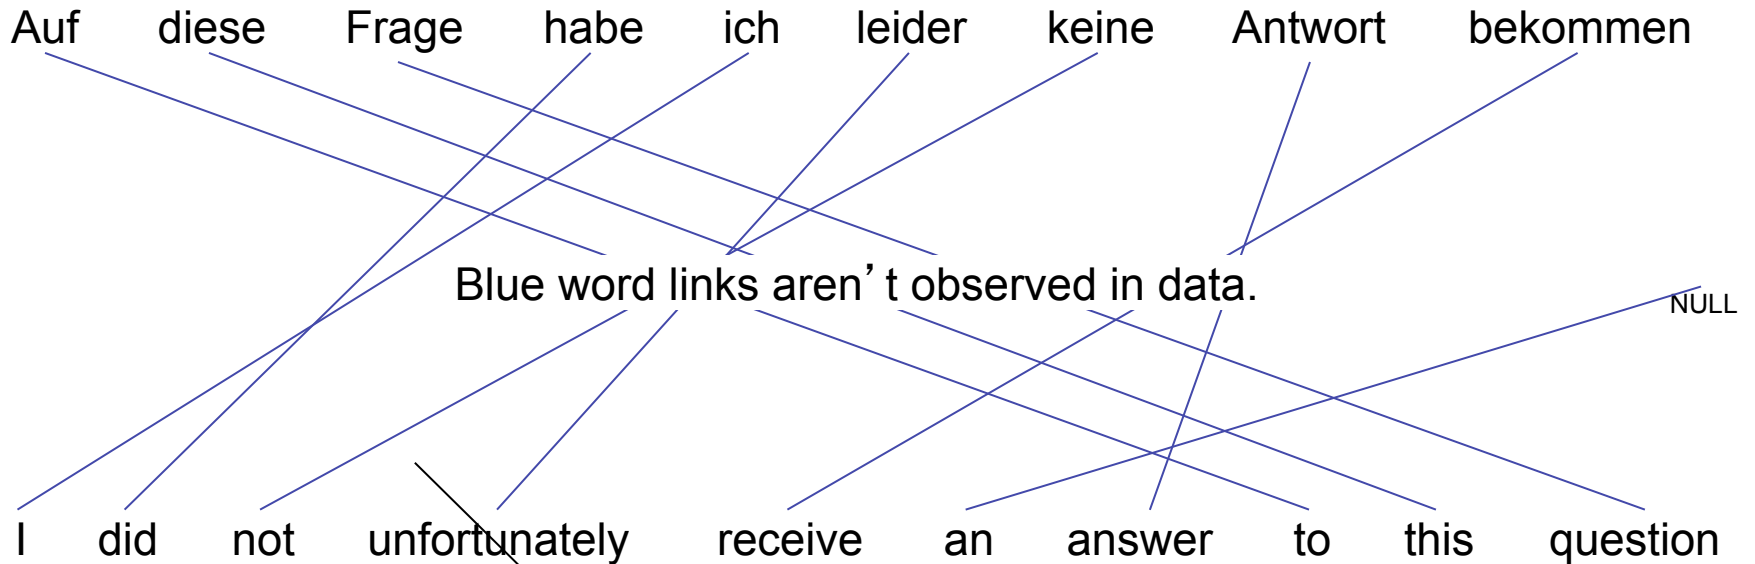 Auf diese Frage habe ich leider keine Antwort bekommen
Blue word links aren’t observed in data.
NULL
I did not unfortunately receive an answer to this question